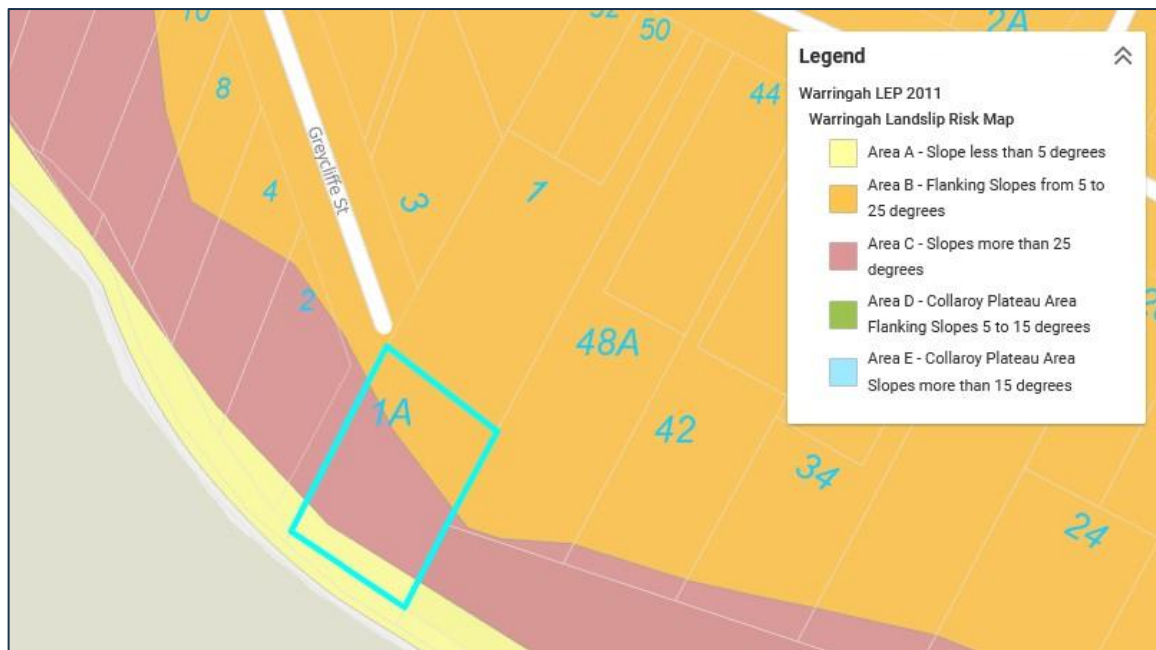 10
52
50
2A
8
44
4
Greycliffe St
3
1
2
48A
1A
42
34
24
Legend
Warringah LEP 2011
Warringah Landslip Risk Map
Area A - Slope less than 5 degrees
Area B - Flanking Slopes from 5 to
25 degrees
Area C - Slopes more than 25
degrees
Area D - Collaroy Plateau Area
Flanking Slopes 5 to 15 degrees
Area E - Collaroy Plateau Area
Slopes more than 15 degrees